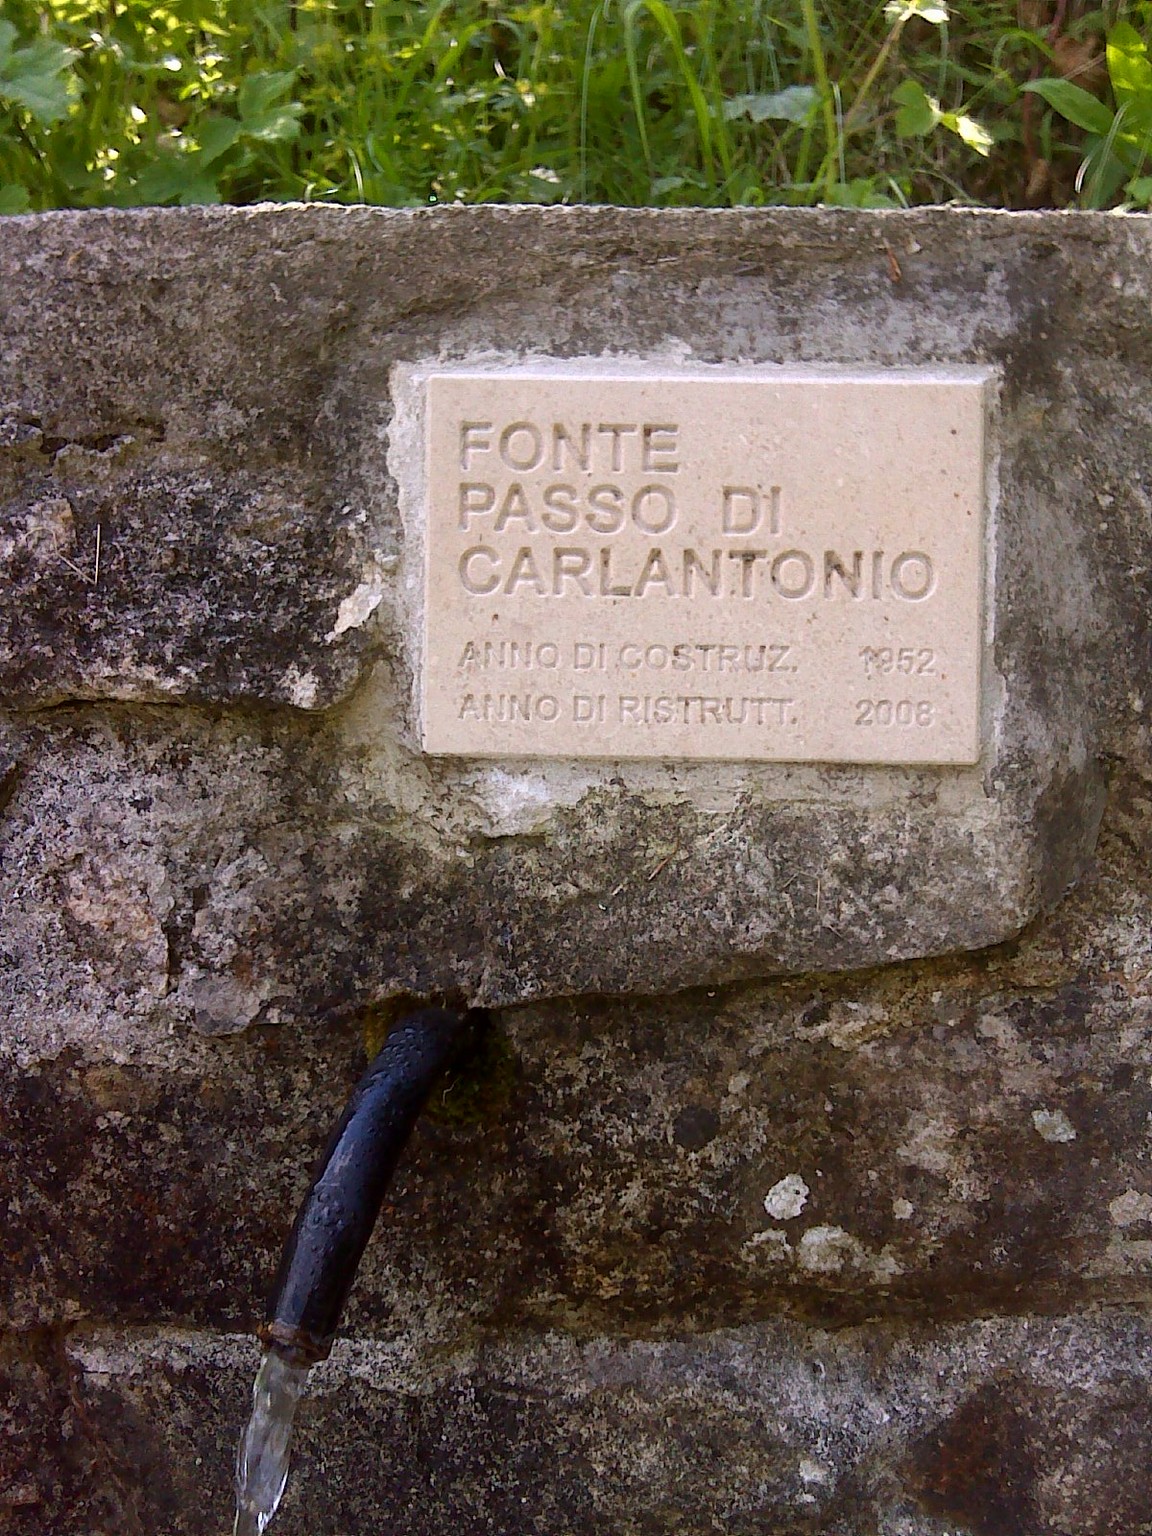 FONTE
PASSO DI
CARLANTONIO
ANNO DI COSTRUZ. 1952
ANNO DI RISTRUTT. 2008